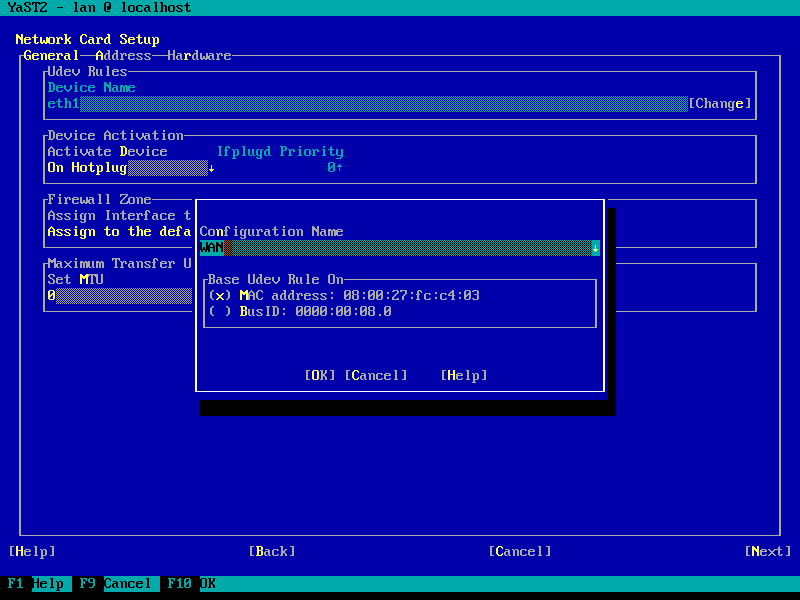 YaST2 - lan @ localhost
Network Card Setup
General Address Hardware
Udev Rules
Device Name
eth1 [Change]
Device Activation
Activate Device Ifplugd Priority
On Hotplug↓ 0↑
Firewall Zone
Assign Interface t
Assign to the defa
Configuration Name
WAN ↓
Maximum Transfer U
Set MTU
0
Base Udev Rule On
(x) MAC address: 08:00:27:fc:c4:03
( ) BusID: 0000:00:08.0
[OK] [Cancel] [Help]
[Help] [Back] [Cancel] [Next]
F1 Help F9 Cancel F10 OK